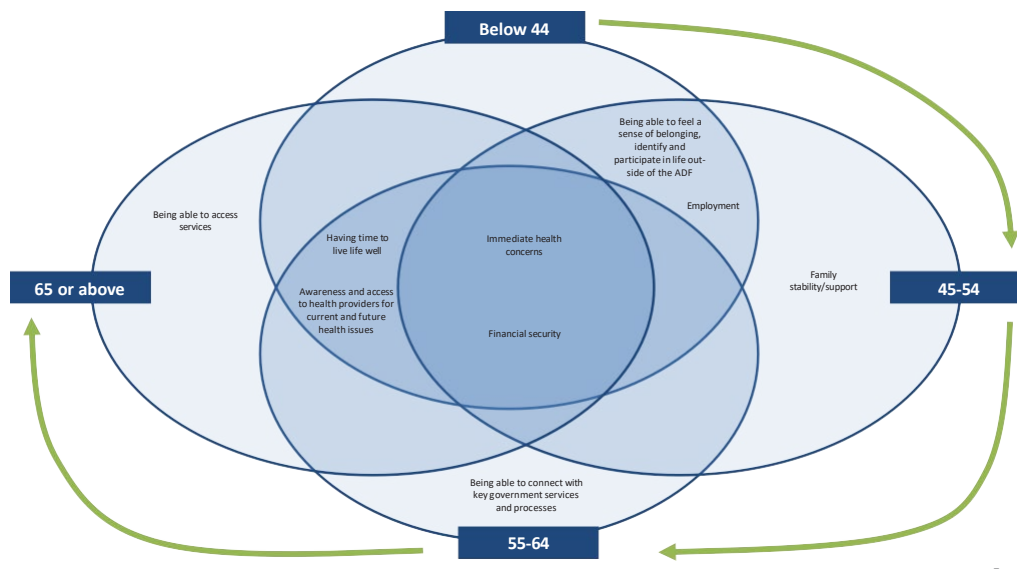 Below 44
Being able to feel a
sense of belonging,
identify and
participate in life out-
side of the ADF
Employment
Being able to access
services
Having time to
live life well
Immediate health
concerns
65 or above
Awareness and access
to health providers for
current and future
health issues
Family
stability/support
45-54
Financial security
Being able to connect with
key government services
and processes
55-64